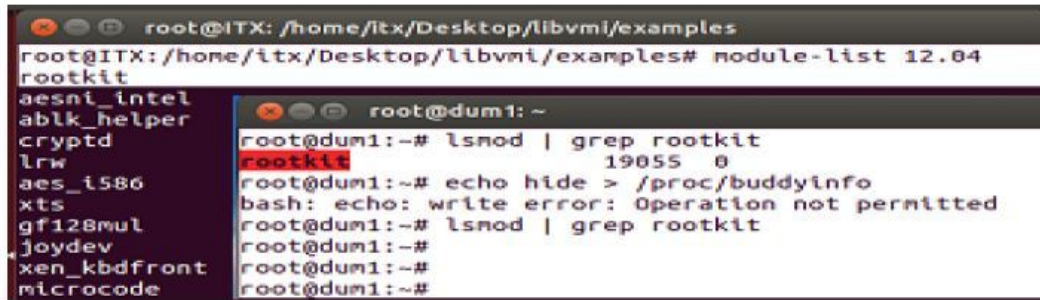 root@ITX: /home/itx/Desktop/libvmi/examples
root@ITX:/home/itx/Desktop/libvmi/examples# module-list 12.04
rootkit
aesni_intel
ablk_helper
cryptd
lrw
aes_i586
xts
gf128mul
joydev
xen_kbdfront
microcode
root@dum1: ~
root@dum1:~# lsmod | grep rootkit
rootkit 19055 0
root@dum1:~# echo hide > /proc/buddyinfo
bash: echo: write error: Operation not permitted
root@dum1:~# lsmod | grep rootkit
root@dum1:~#
root@dum1:~#
root@dum1:~#